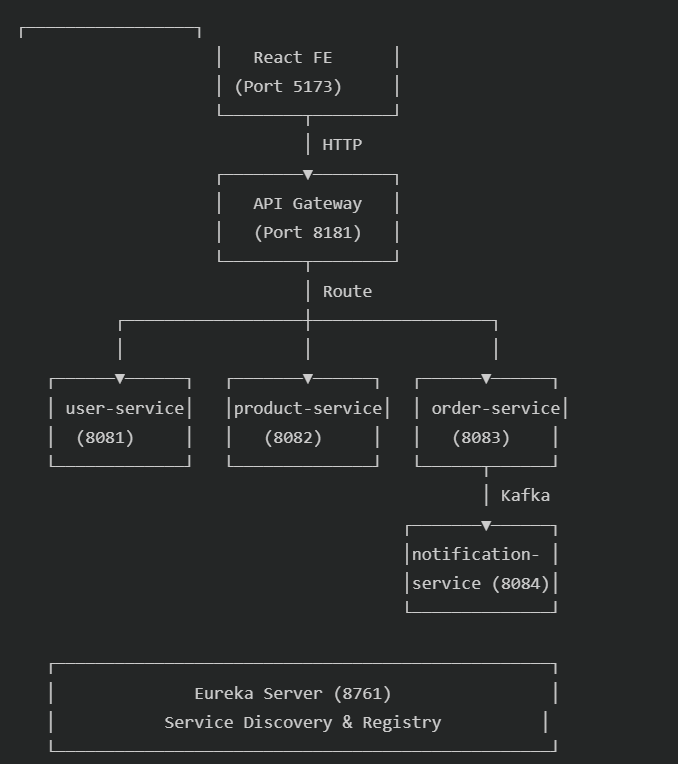 React FE
(Port 5173)
HTTP
API Gateway
(Port 8181)
Route
user-service product-service order-service
(8081) (8082) (8083)
Kafka
notification-
service (8084)
Eureka Server (8761)
Service Discovery & Registry